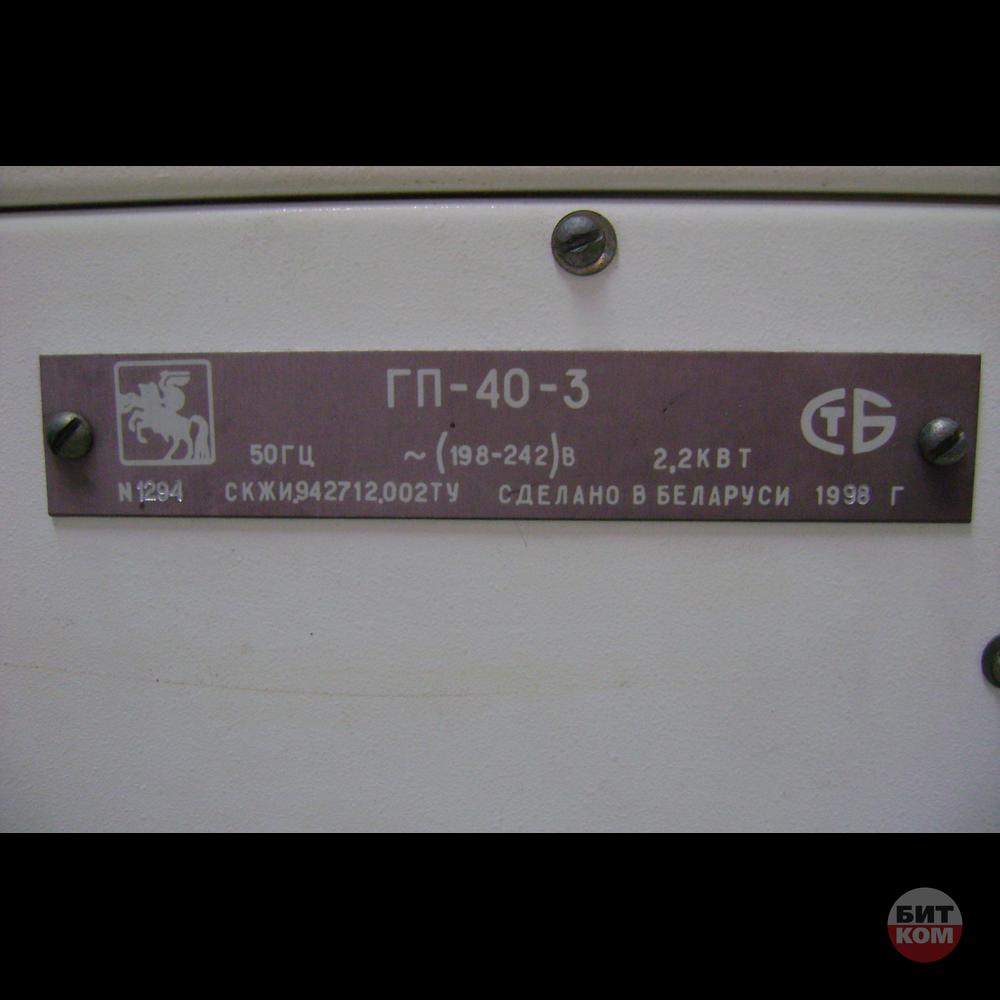 ГП-40-3
СТБ
50ГЦ ~(198-242)В 2,2КВТ
N1294 СКЖИ,942712,002ТУ СДЕЛАНО В БЕЛАРУСИ 1998 Г
БИТ
КОМ